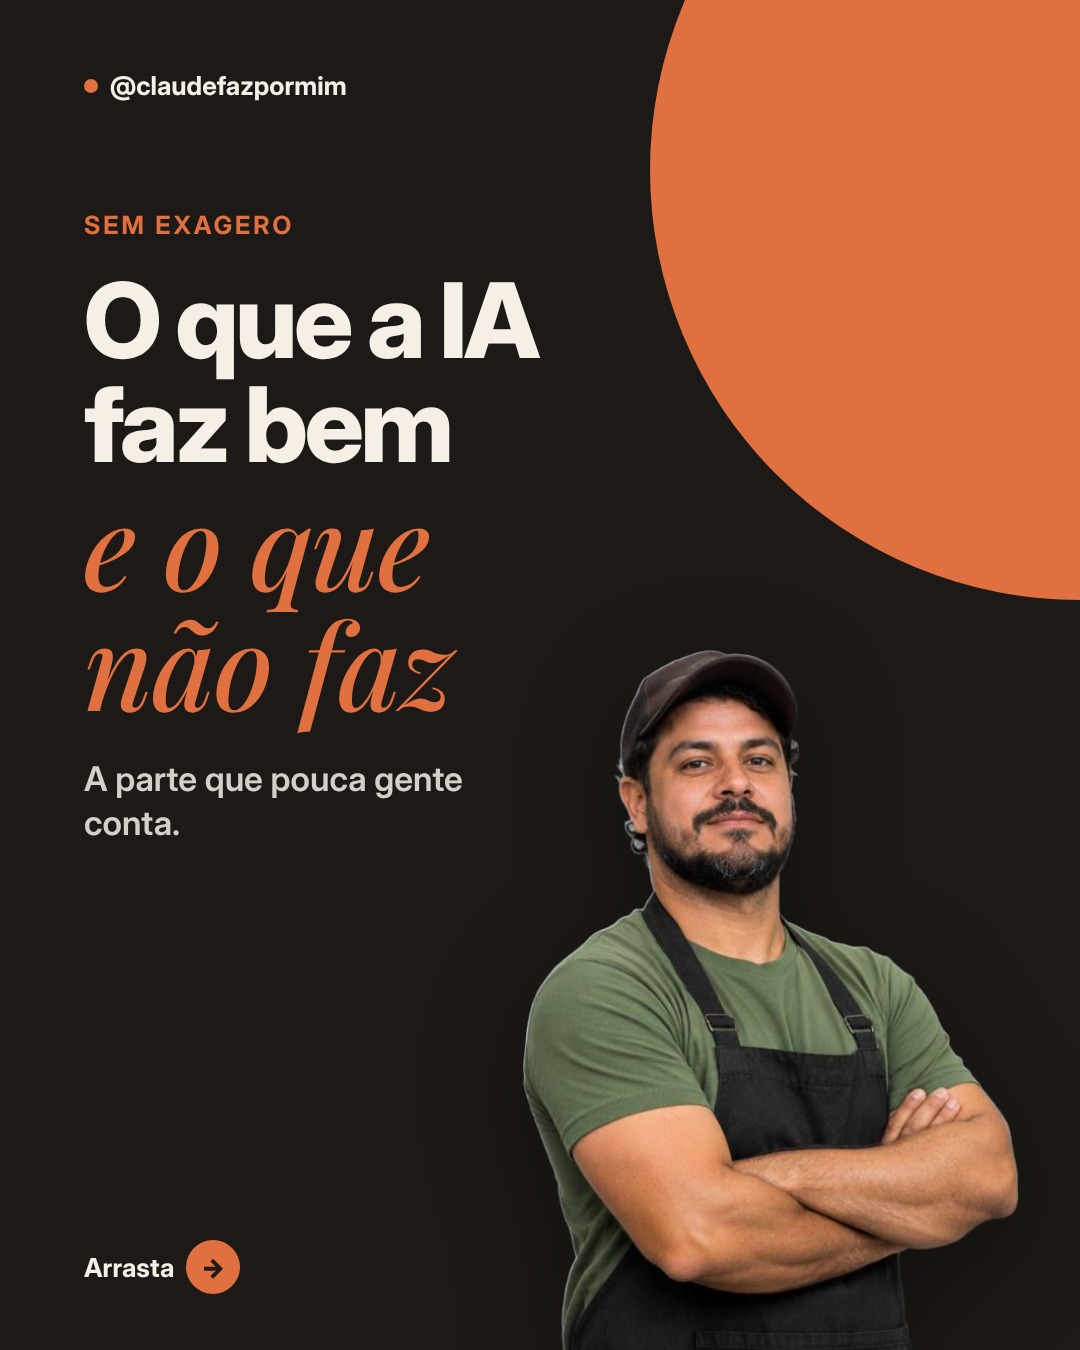 @claudefazpormim
SEM EXAGERO
O que a IA
faz bem
e o que
não faz
A parte que pouca gente
conta.
Arrasta